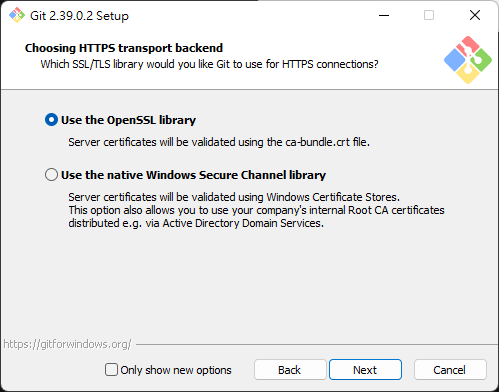 Git 2.39.0.2 Setup
Choosing HTTPS transport backend
Which SSL/TLS library would you like Git to use for HTTPS connections?
Use the OpenSSL library
Server certificates will be validated using the ca-bundle.crt file.
Use the native Windows Secure Channel library
Server certificates will be validated using Windows Certificate Stores.
This option also allows you to use your company's internal Root CA certificates
distributed e.g. via Active Directory Domain Services.
https://gitforwindows.org/
Only show new options
Back
Next
Cancel